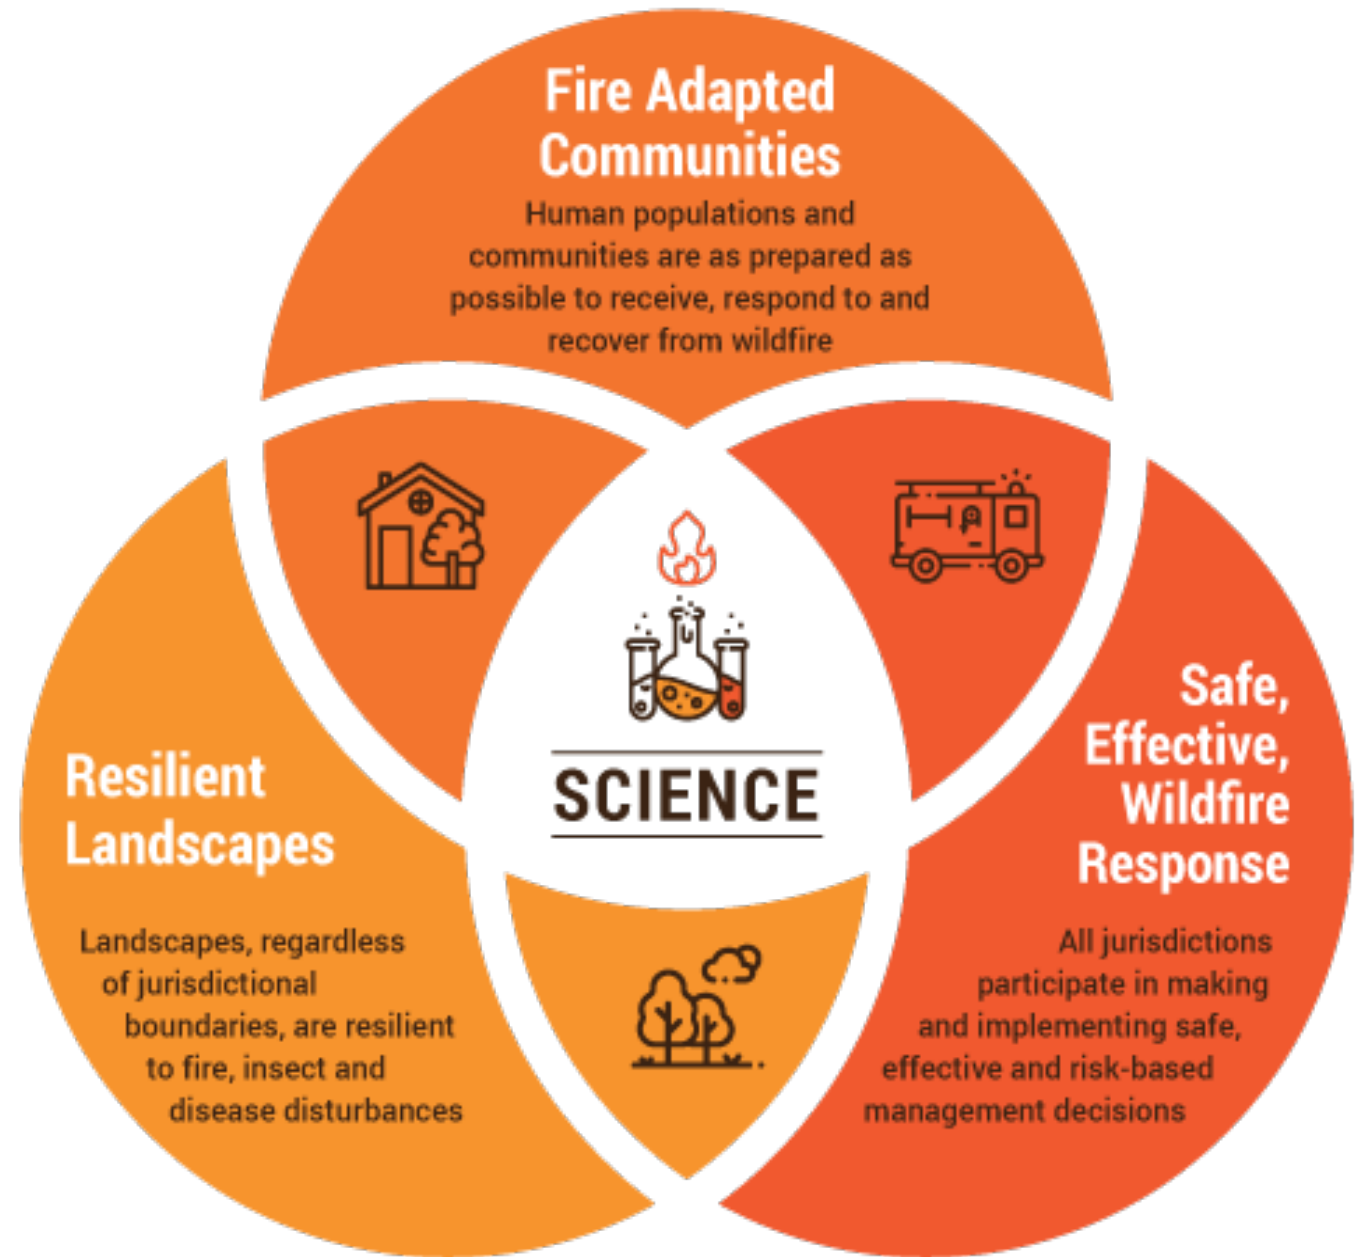 Fire Adapted
Communities
Human populations and
communities are as prepared as
possible to receive, respond to and
recover from wildfire
SCIENCE
Resilient
Landscapes
Landscapes, regardless
of jurisdictional
boundaries, are resilient
to fire, insect and
disease disturbances
Safe,
Effective,
Wildfire
Response
All jurisdictions
participate in making
and implementing safe,
effective and risk-based
management decisions